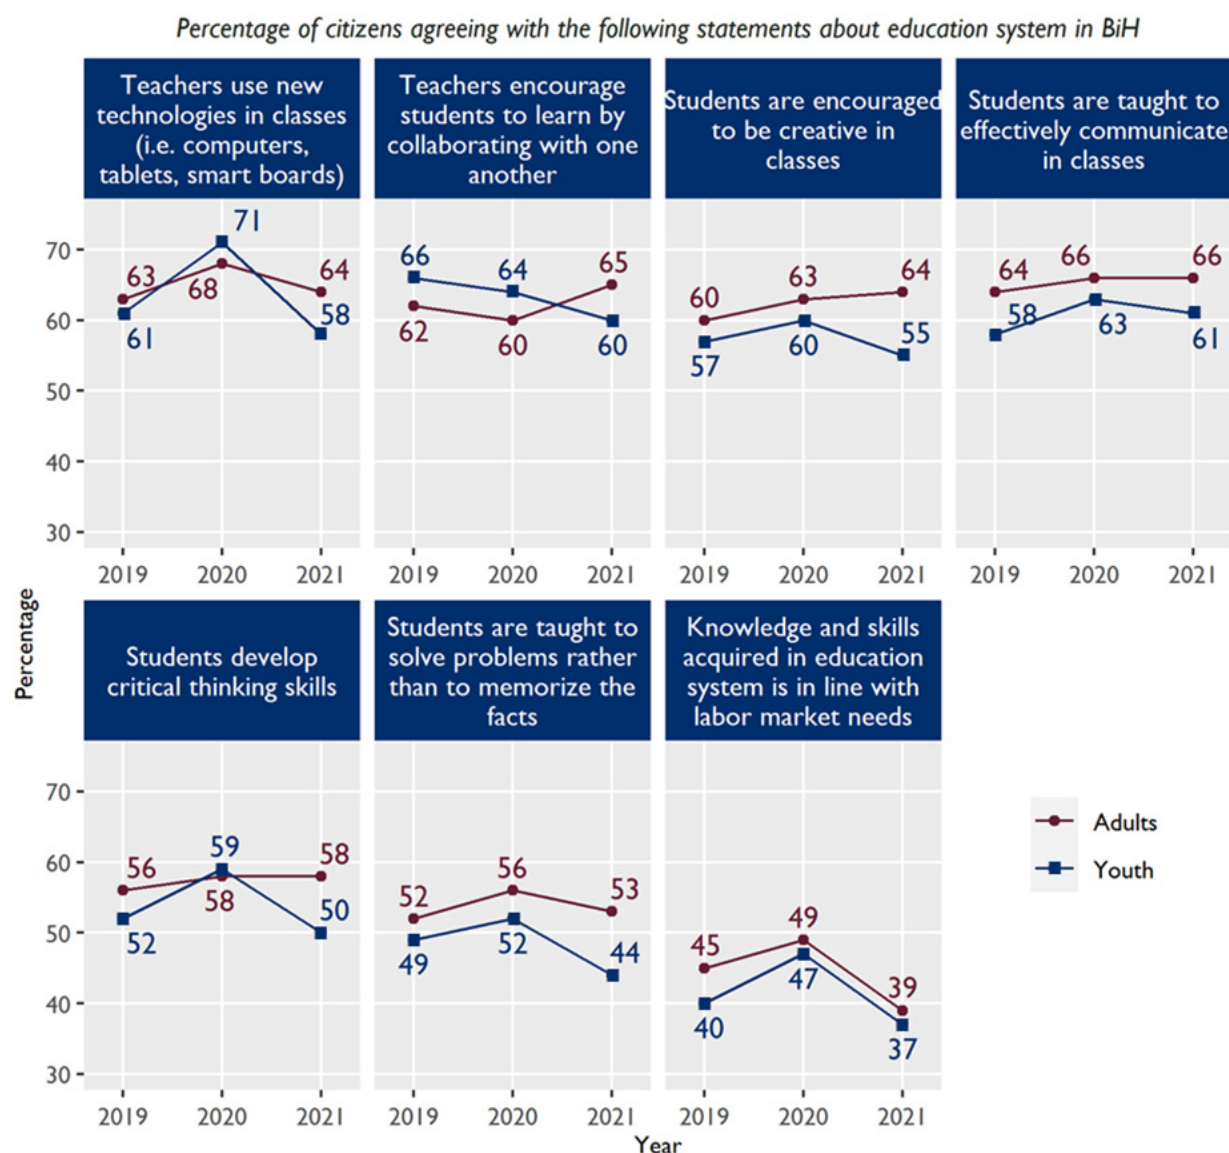 Percentage of citizens agreeing with the following statements about education system in BiH
Teachers use new
technologies in classes
(i.e. computers,
tablets, smart boards)
Teachers encourage
students to learn by
collaborating with one
another
Students are encouraged
to be creative in
classes
Students are taught to
effectively communicate
in classes
70
60
50
40
30
63
68
64
61
71
58
2019
2020
2021
66
64
60
62
60
65
2019
2020
2021
60
63
64
57
60
55
2019
2020
2021
64
66
66
58
63
61
2019
2020
2021
Percentage
Students develop
critical thinking skills
Students are taught to
solve problems rather
than to memorize the
facts
Knowledge and skills
acquired in education
system is in line with
labor market needs
70
60
50
40
30
56
58
58
52
59
50
2019
2020
2021
52
56
53
49
52
44
2019
2020
2021
45
49
39
40
47
37
2019
2020
2021
Adults
Youth
Year